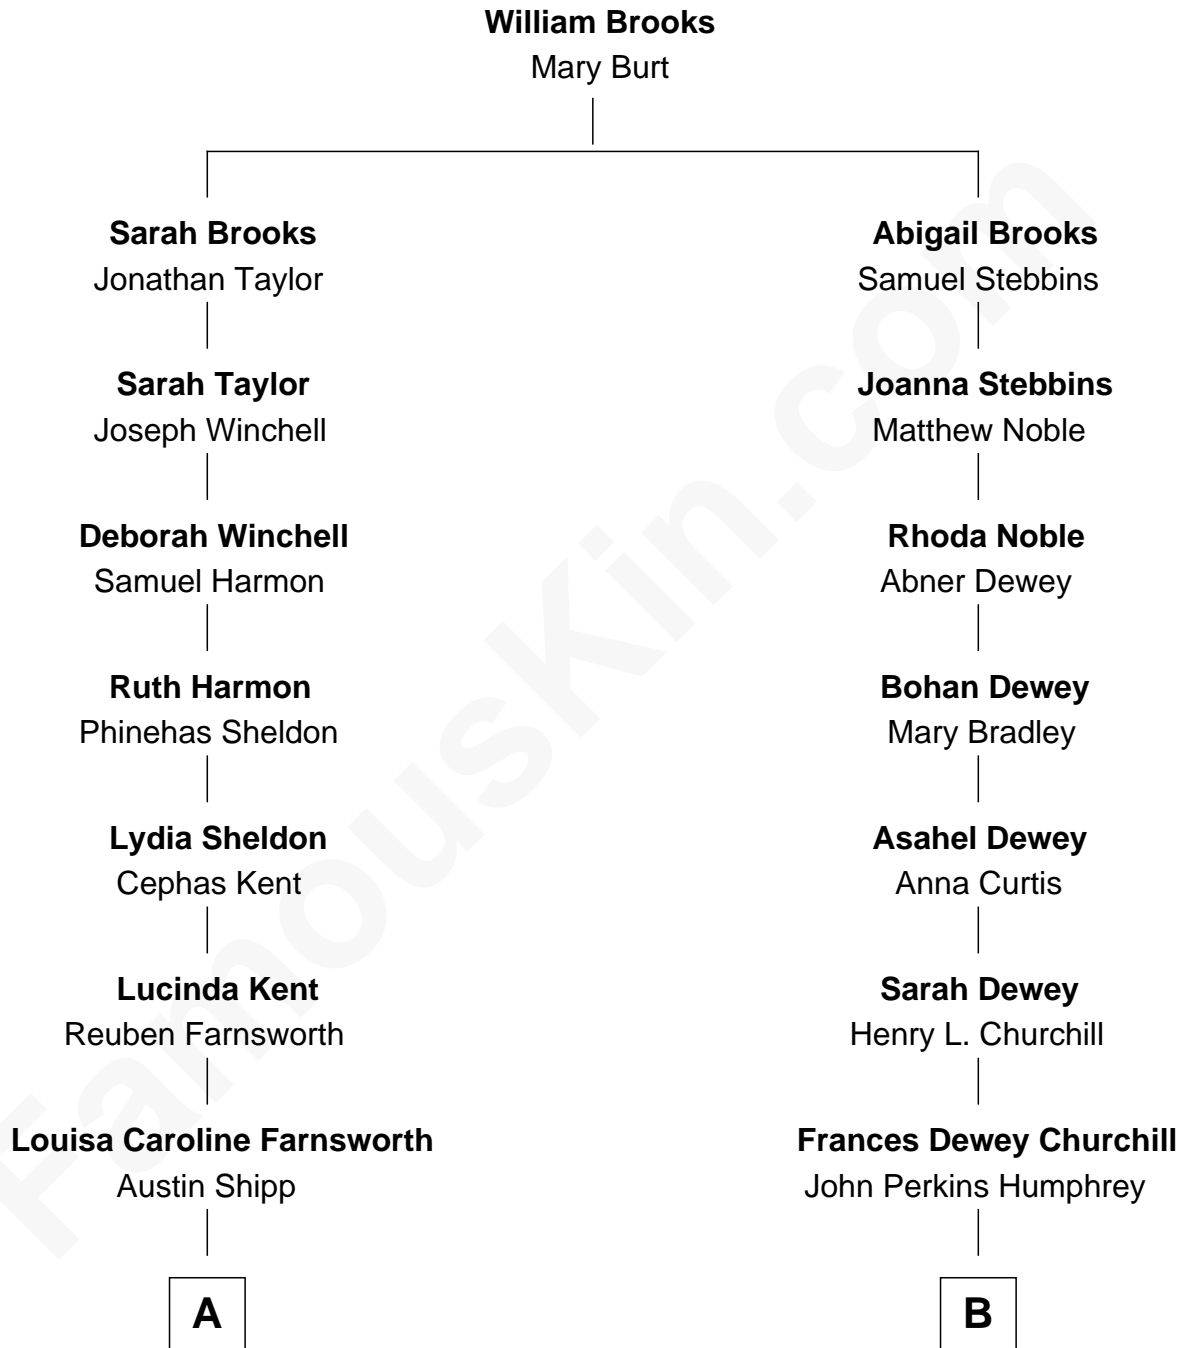 William Brooks
Mary Burt
Sarah Brooks
Jonathan Taylor
Abigail Brooks
Samuel Stebbins
Sarah Taylor
Joseph Winchell
Joanna Stebbins
Matthew Noble
Deborah Winchell
Samuel Harmon
Rhoda Noble
Abner Dewey
Ruth Harmon
Phinehas Sheldon
Bohan Dewey
Mary Bradley
Lydia Sheldon
Cephas Kent
Asahel Dewey
Anna Curtis
Lucinda Kent
Reuben Farnsworth
Sarah Dewey
Henry L. Churchill
Louisa Caroline Farnsworth
Austin Shipp
Frances Dewey Churchill
John Perkins Humphrey
A
B
FamousKin.com